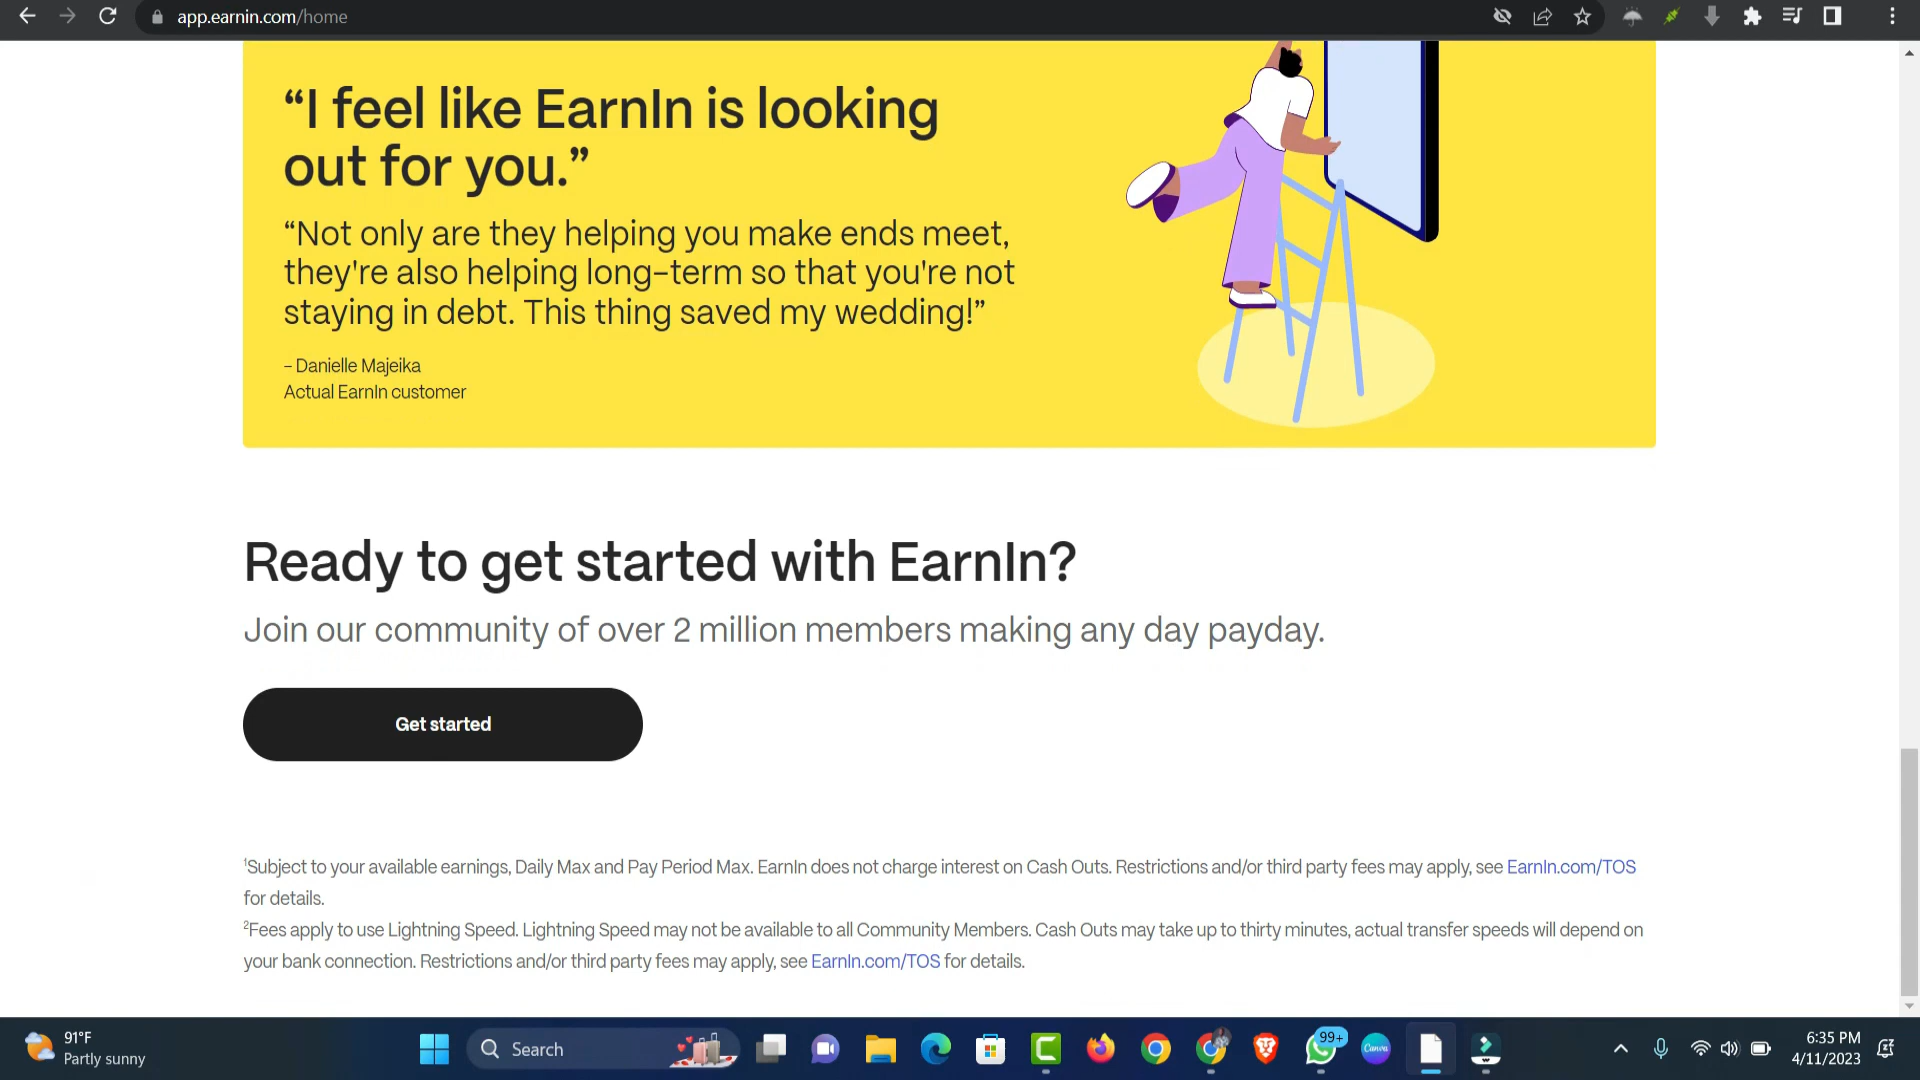 app.earnin.com/home
“I feel like EarnIn is looking
out for you.”
“Not only are they helping you make ends meet,
they're also helping long-term so that you're not
staying in debt. This thing saved my wedding!”
- Danielle Majeika
Actual EarnIn customer
Ready to get started with EarnIn?
Join our community of over 2 million members making any day payday.
Get started
¹Subject to your available earnings, Daily Max and Pay Period Max. EarnIn does not charge interest on Cash Outs. Restrictions and/or third party fees may apply, see EarnIn.com/TOS
for details.
²Fees apply to use Lightning Speed. Lightning Speed may not be available to all Community Members. Cash Outs may take up to thirty minutes, actual transfer speeds will depend on
your bank connection. Restrictions and/or third party fees may apply, see EarnIn.com/TOS for details.
91°F
Partly sunny
Search
99+
Canva
6:35 PM
4/11/2023